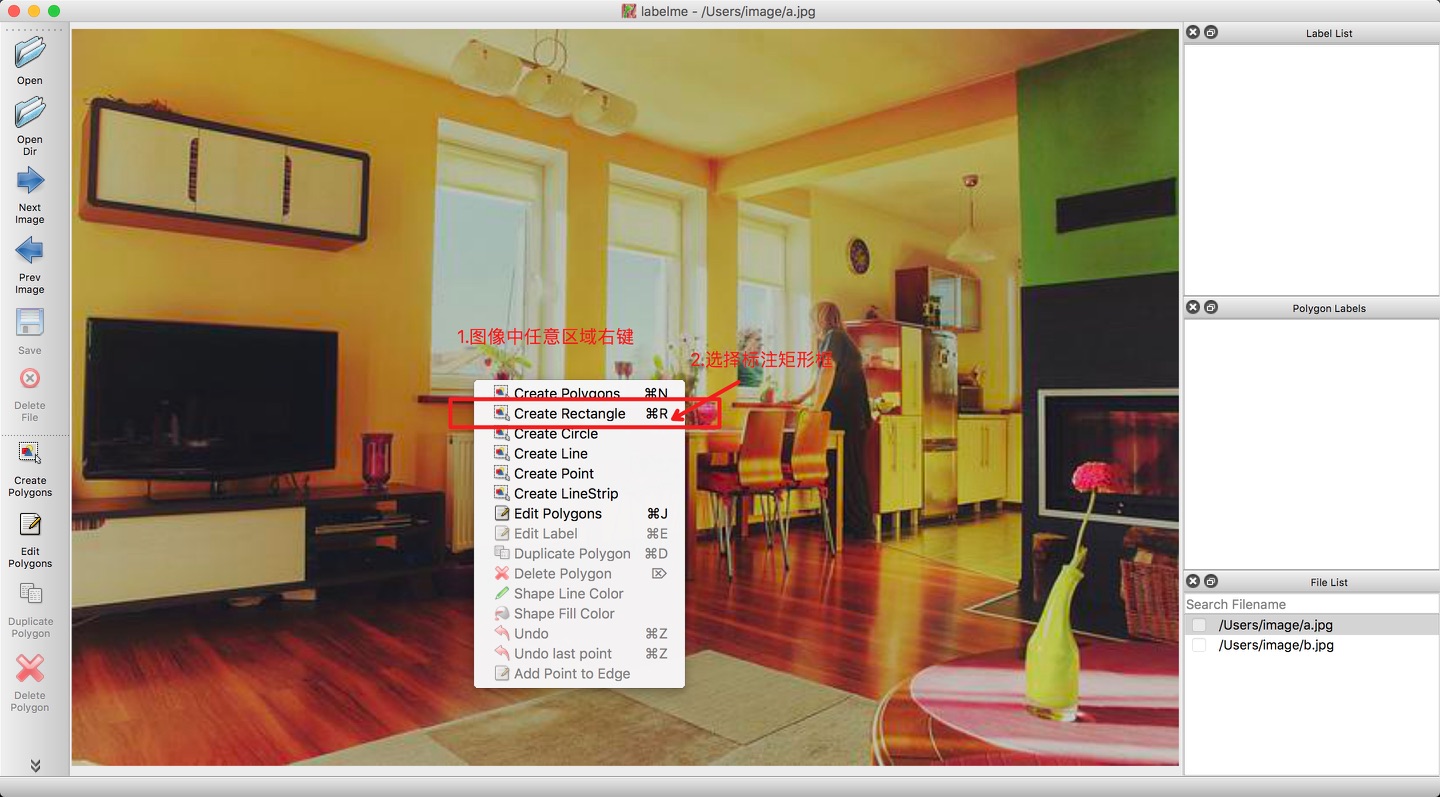 labelme - /Users/image/a.jpg
Open
Open
Dir
Next
Image
Prev
Image
Save
Delete
File
Create
Polygons
Edit
Polygons
Duplicate
Polygon
Delete
Polygon
1.图像中任意区域右键
2.选择标注矩形框
Create Polygons ⌘N
Create Rectangle ⌘R
Create Circle
Create Line
Create Point
Create LineStrip
Edit Polygons ⌘J
Edit Label ⌘E
Duplicate Polygon ⌘D
Delete Polygon ⌦
Shape Line Color
Shape Fill Color
Undo ⌘Z
Undo last point ⌘Z
Add Point to Edge
Label List
Polygon Labels
File List
Search Filename
/Users/image/a.jpg
/Users/image/b.jpg